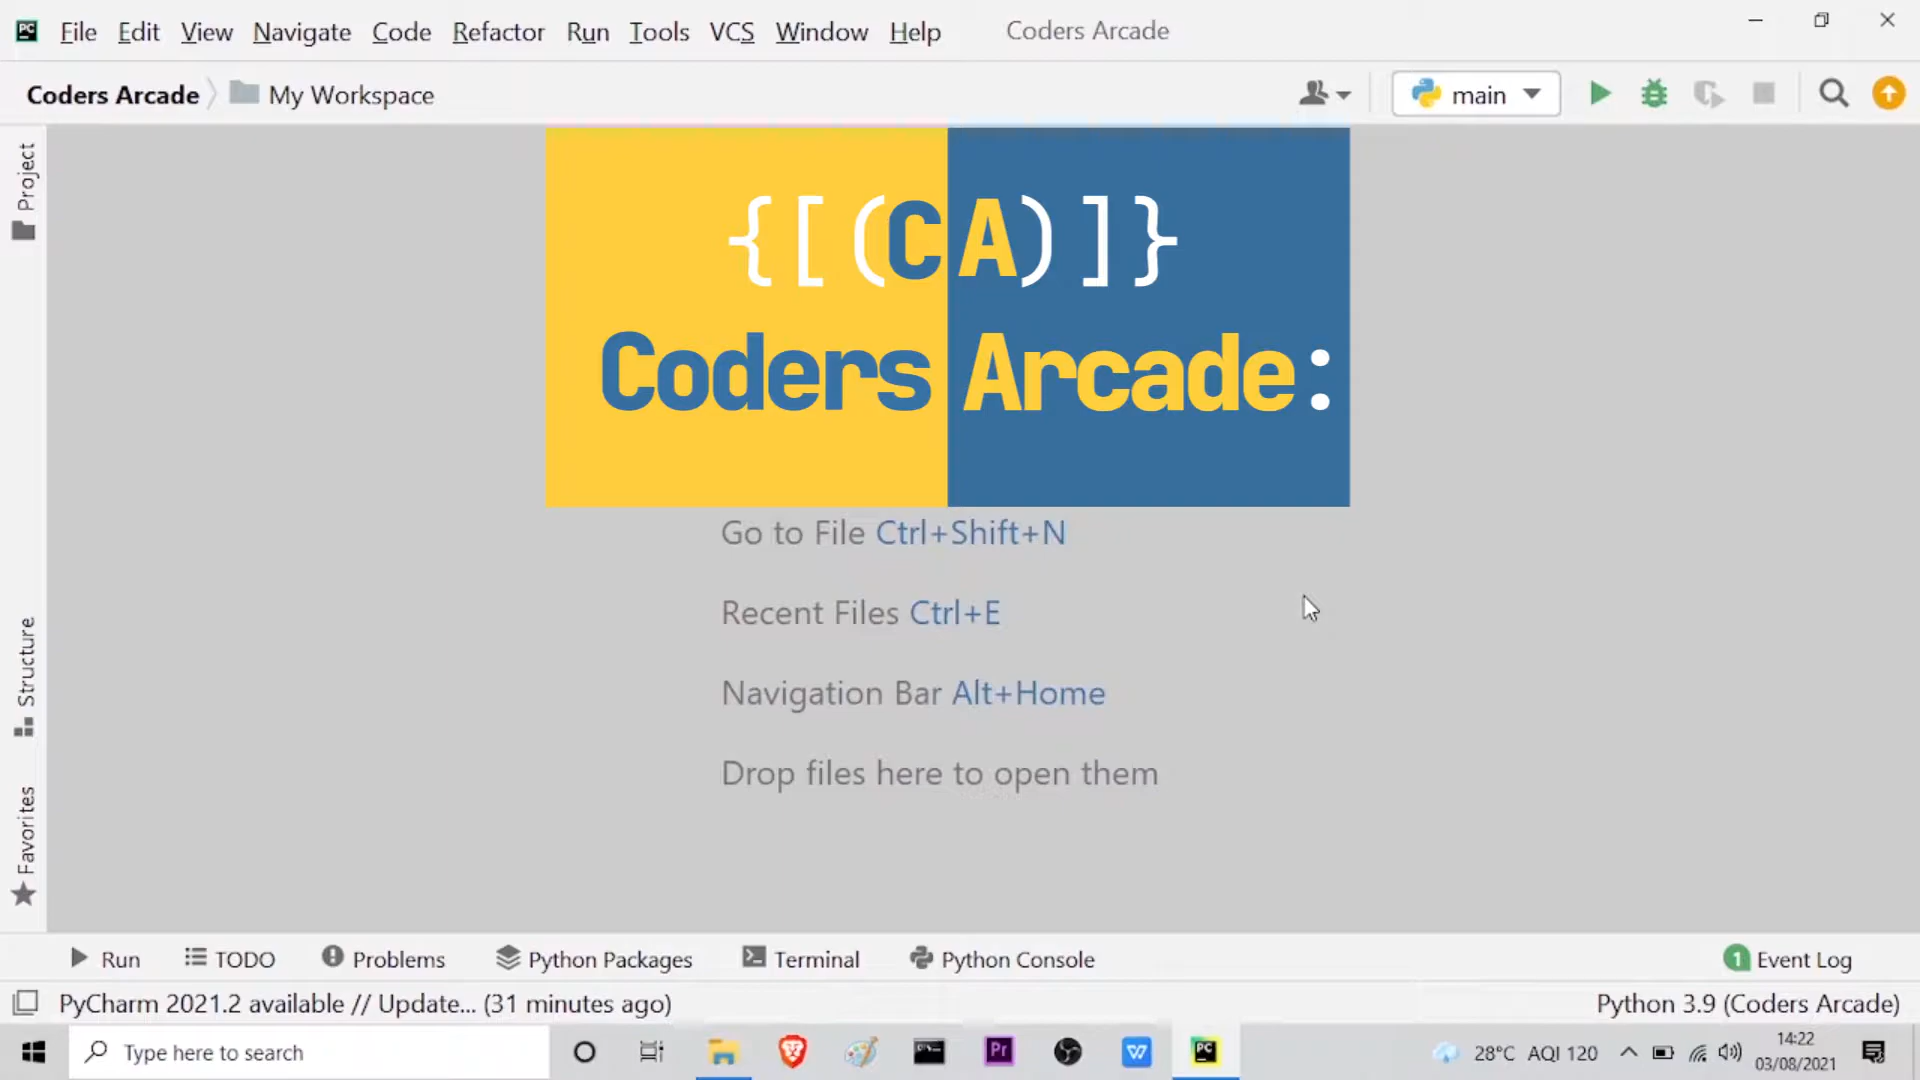 File Edit View Navigate Code Refactor Run Tools VCS Window Help Coders Arcade
Coders Arcade My Workspace main
Project
{[(CA)]}
Coders Arcade:
Go to File Ctrl+Shift+N
Recent Files Ctrl+E
Navigation Bar Alt+Home
Drop files here to open them
Structure
Favorites
Run TODO Problems Python Packages Terminal Python Console 1 Event Log
PyCharm 2021.2 available // Update... (31 minutes ago) Python 3.9 (Coders Arcade)
Type here to search Pr W PC 28°C AQI 120 14:22
03/08/2021